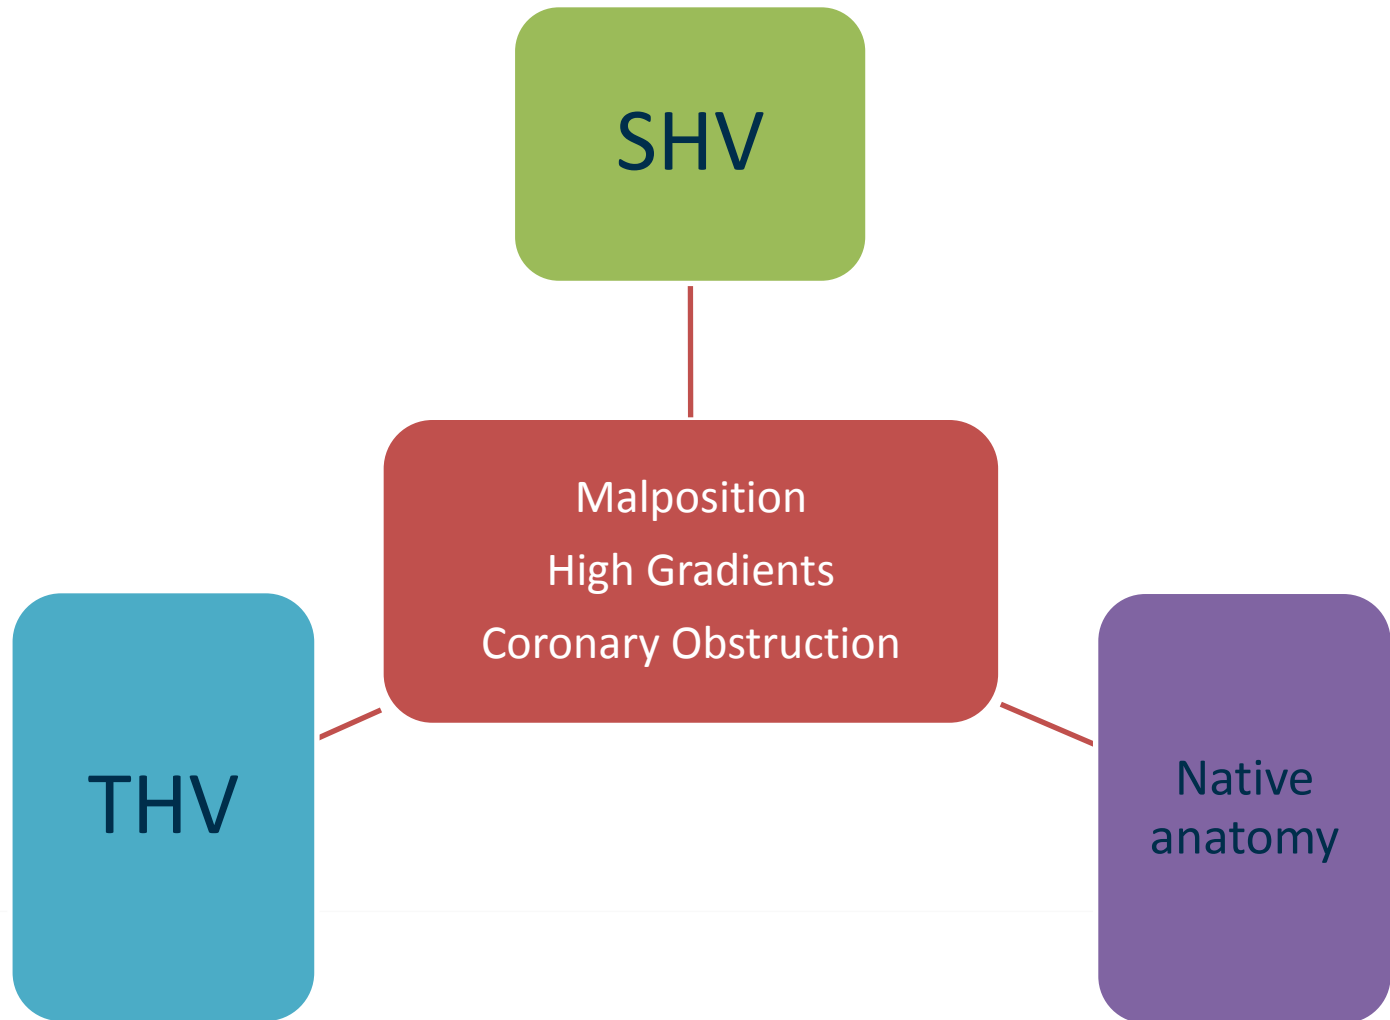 SHV
Malposition
High Gradients
Coronary Obstruction
THV
Native
anatomy